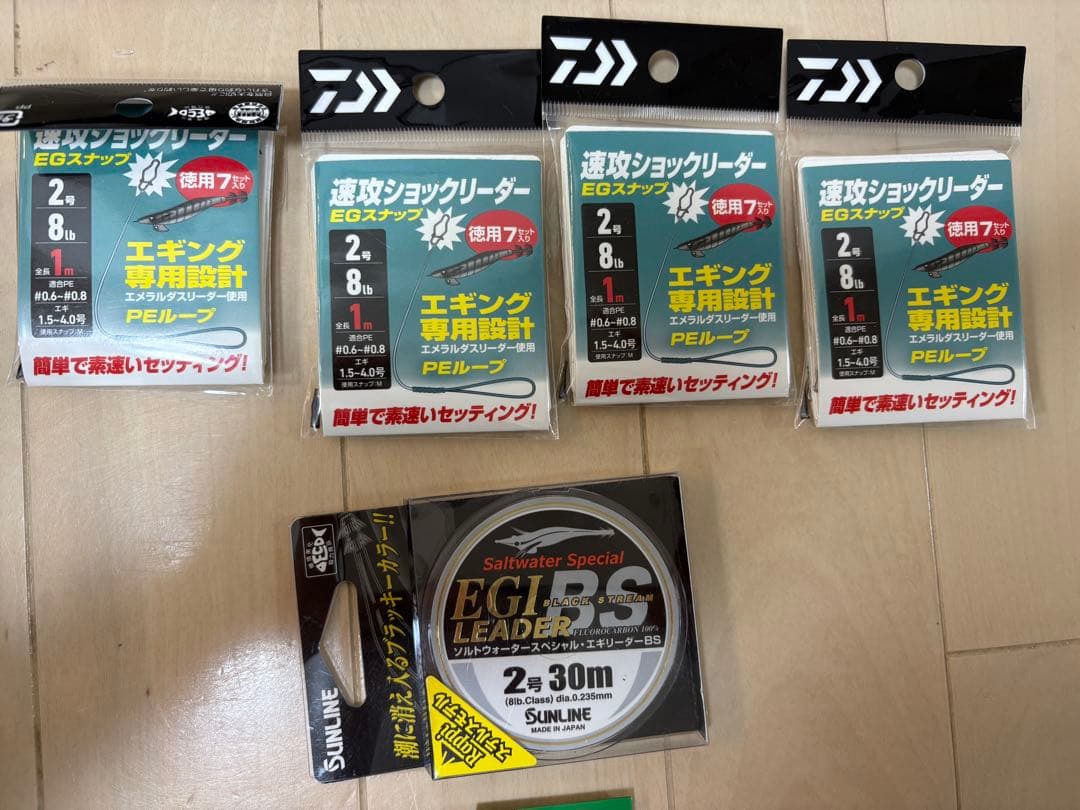 速攻ショックリーダー
EGスナップ
徳用7セット入り
2号
8lb
全長1m
適合PE
#0.6~#0.8
エギ
1.5~4.0号
使用スナップ:M
エギング
専用設計
エメラルダスリーダー使用
PEループ
簡単で素速いセッティング!
速攻ショックリーダー
EGスナップ
徳用7セット入り
2号
8lb
全長1m
適合PE
#0.6~#0.8
エギ
1.5~4.0号
使用スナップ:M
エギング
専用設計
エメラルダスリーダー使用
PEループ
簡単で素速いセッティング!
速攻ショックリーダー
EGスナップ
徳用7セット入り
2号
8lb
全長1m
適合PE
#0.6~#0.8
エギ
1.5~4.0号
使用スナップ:M
エギング
専用設計
エメラルダスリーダー使用
PEループ
簡単で素速いセッティング!
速攻ショックリーダー
EGスナップ
徳用7セット入り
2号
8lb
全長1m
適合PE
#0.6~#0.8
エギ
1.5~4.0号
使用スナップ:M
エギング
専用設計
エメラルダスリーダー使用
PEループ
簡単で素速いセッティング!
潮に消え入るブラッキーカラー!!
SUNLINE
Saltwater Special
EGI BS
BLACK STREAM
LEADER
FLUOROCARBON 100%
ソルトウォータースペシャル・エギリーダーBS
2号 30m
(8lb.Class) dia.0.235mm
SUNLINE
MADE IN JAPAN
Rappi
ステルスモデル